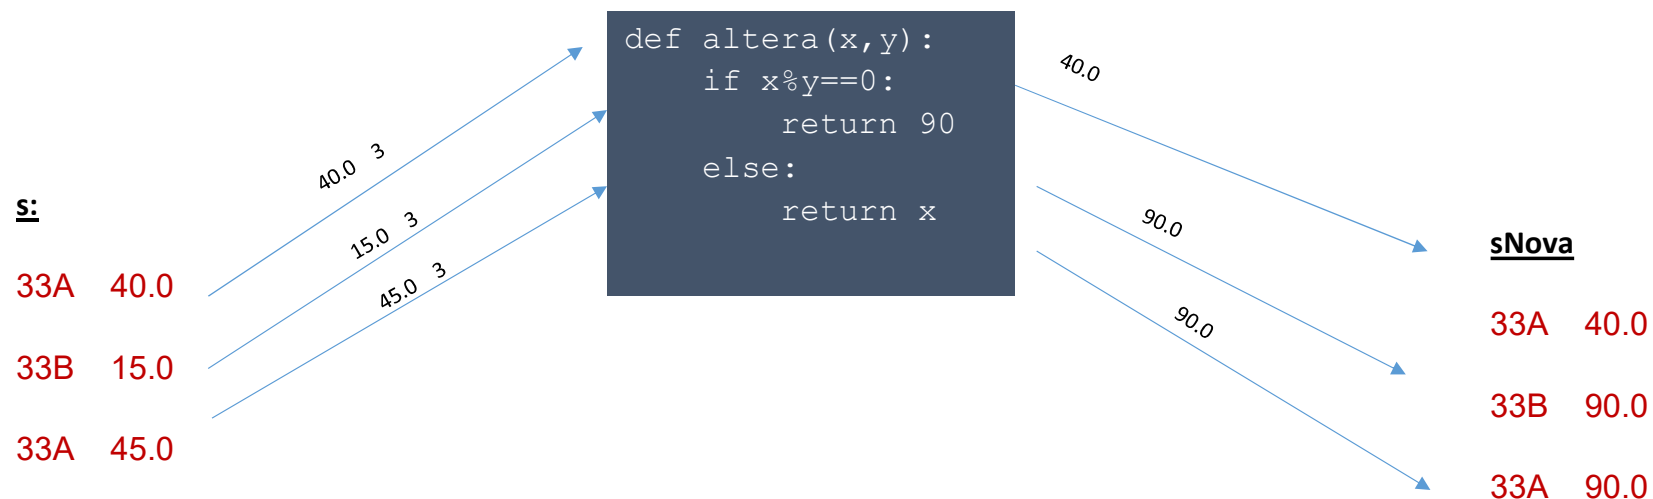 s:
33A 40.0
33B 15.0
33A 45.0
40.0 3
15.0 3
45.0 3
def altera(x,y):
    if x%y==0:
        return 90
    else:
        return x
40.0
90.0
90.0
sNova
33A 40.0
33B 90.0
33A 90.0